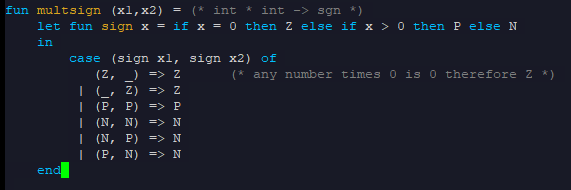 fun multsign (x1,x2) = (* int * int -> sgn *)
let fun sign x = if x = 0 then Z else if x > 0 then P else N
in
case (sign x1, sign x2) of
(Z, _) => Z (* any number times 0 is 0 therefore Z *)
| (_, Z) => Z
| (P, P) => P
| (N, N) => N
| (N, P) => N
| (P, N) => N
end